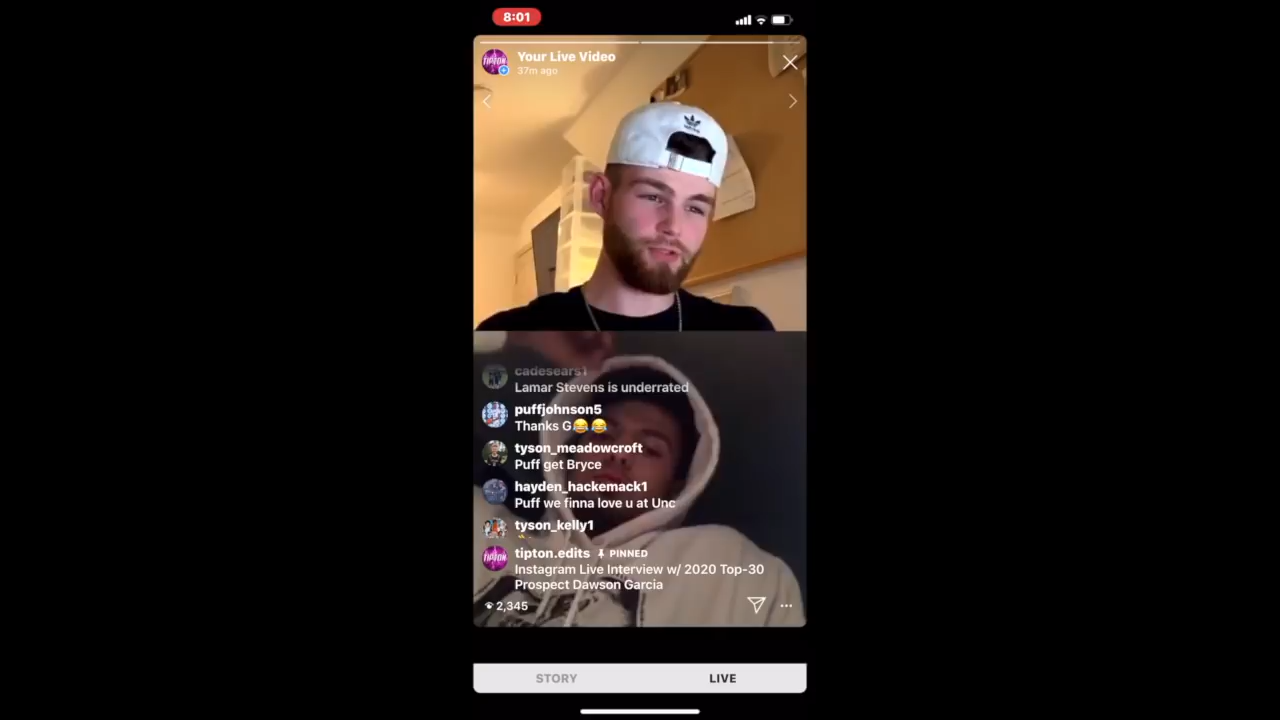 8:01
Your Live Video
37m ago
cadesears1
Lamar Stevens is underrated
puffjohnson5
Thanks G😂😂
tyson_meadowcroft
Puff get Bryce
hayden_hackemack1
Puff we finna love u at Unc
tyson_kelly1
tipton.edits PINNED
Instagram Live Interview w/ 2020 Top-30
Prospect Dawson Garcia
2,345
STORY LIVE